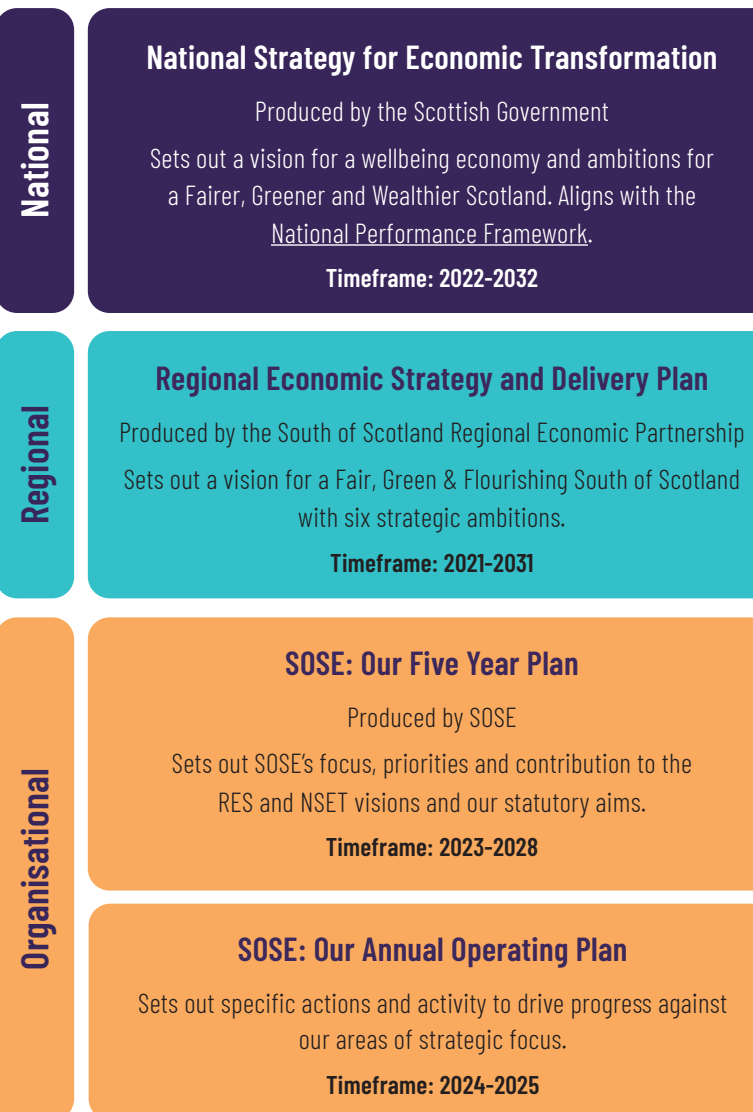 National
National Strategy for Economic Transformation
Produced by the Scottish Government
Sets out a vision for a wellbeing economy and ambitions for
a Fairer, Greener and Wealthier Scotland. Aligns with the
National Performance Framework.
Timeframe: 2022-2032
Regional
Regional Economic Strategy and Delivery Plan
Produced by the South of Scotland Regional Economic Partnership
Sets out a vision for a Fair, Green & Flourishing South of Scotland
with six strategic ambitions.
Timeframe: 2021-2031
Organisational
SOSE: Our Five Year Plan
Produced by SOSE
Sets out SOSE's focus, priorities and contribution to the
RES and NSET visions and our statutory aims.
Timeframe: 2023-2028
SOSE: Our Annual Operating Plan
Sets out specific actions and activity to drive progress against
our areas of strategic focus.
Timeframe: 2024-2025